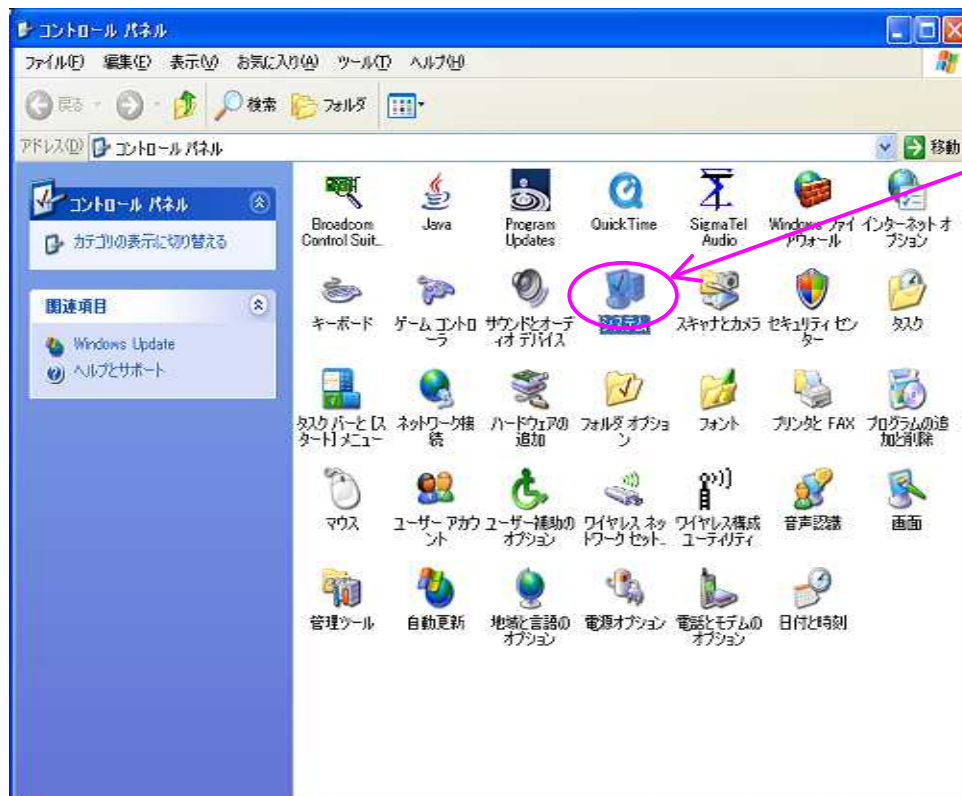 コントロール パネル
ファイル(F) 編集(E) 表示(V) お気に入り(A) ツール(T) ヘルプ(H)
戻る 検索 フォルダ
アドレス(D) コントロール パネル 移動
コントロール パネル
カテゴリの表示に切り替える
関連項目
Windows Update
ヘルプとサポート
Broadcom
Control Suit...
Java
Program
Updates
QuickTime
SigmaTel
Audio
Windows ファイ
アウォール
インターネット オ
プション
キーボード
ゲーム コントロ
ーラ
サウンドとオーデ
ィオ デバイス
システム
スキャナとカメラ
セキュリティ セン
ター
タスク
タスク バーと [ス
タート] メニュー
ネットワーク接
続
ハードウェアの
追加
フォルダ オプショ
ン
フォント
プリンタと FAX
プログラムの追
加と削除
マウス
ユーザー アカウ
ント
ユーザー補助の
オプション
ワイヤレス ネッ
トワーク セット...
ワイヤレス構成
ユーティリティ
音声認識
画面
管理ツール
自動更新
地域と言語の
オプション
電源オプション
電話とモデムの
オプション
日付と時刻